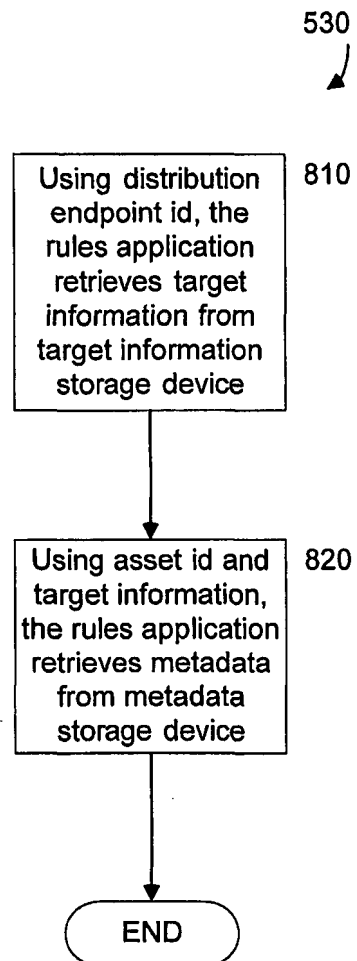 530
Using distribution
endpoint id, the
rules application
retrieves target
information from
target information
storage device
810
Using asset id and
target information,
the rules application
retrieves metadata
from metadata
storage device
820
END